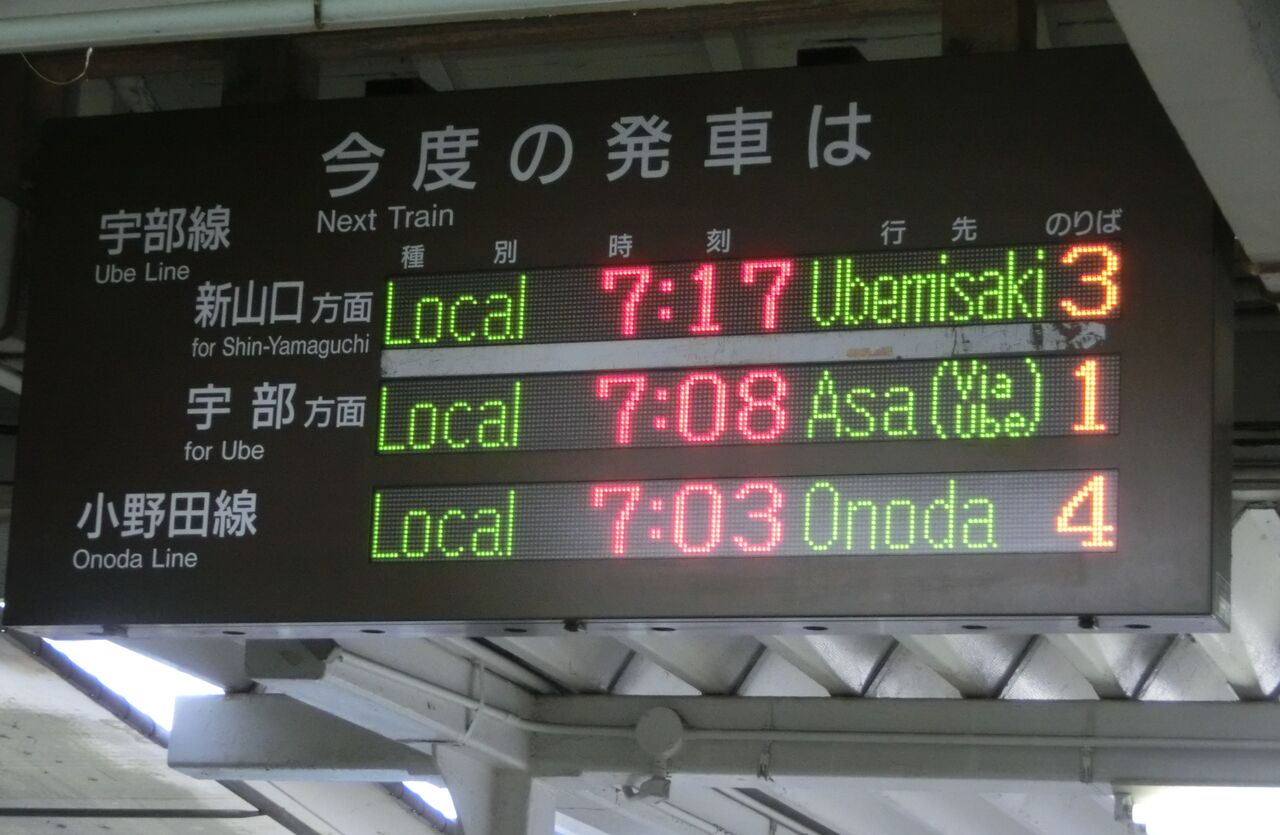 今度の発車は
Next Train
宇部線
Ube Line
種別 時刻 行先 のりば
新山口方面 Local 7:17 Ubemisaki 3
for Shin-Yamaguchi
宇部方面 Local 7:08 Asa(Via Ube) 1
for Ube
小野田線 Local 7:03 Onoda 4
Onoda Line